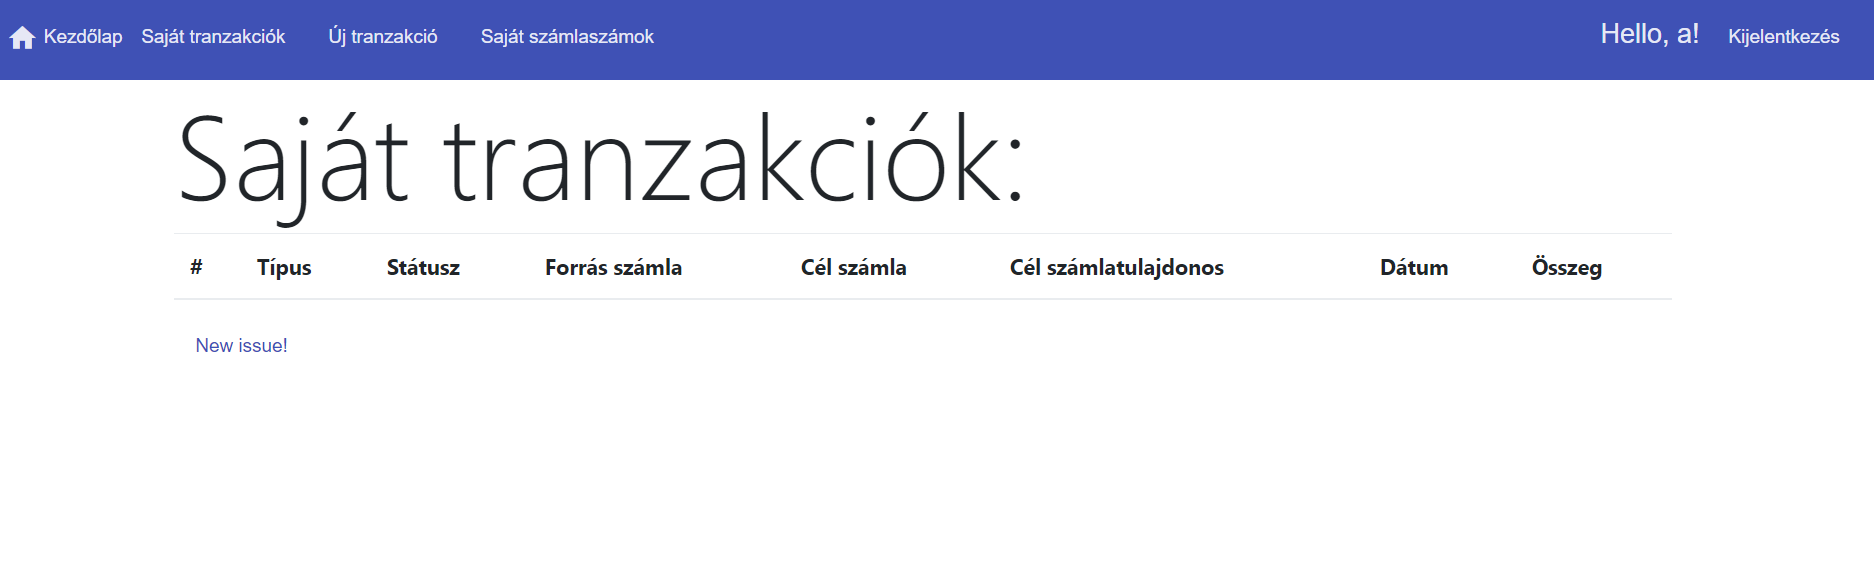 Kezdőlap Saját tranzakciók Új tranzakció Saját számlaszámok Hello, a! Kijelentkezés
Saját tranzakciók:
# Típus Státusz Forrás számla Cél számla Cél számlatulajdonos Dátum Összeg
New issue!